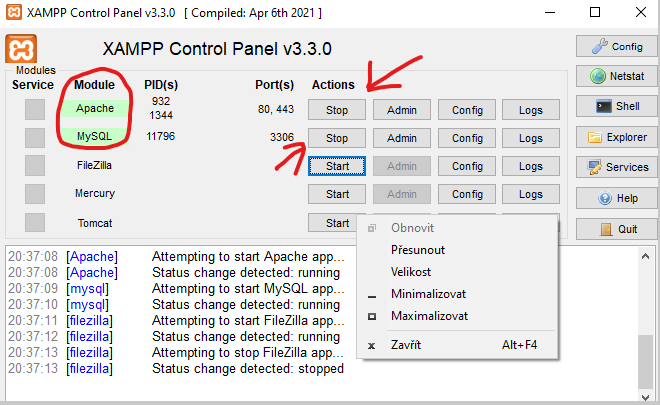 XAMPP Control Panel v3.3.0 [ Compiled: Apr 6th 2021 ]
XAMPP Control Panel v3.3.0
Config
Modules
Service Module PID(s) Port(s) Actions
Netstat
Apache 932 1344 80, 443 Stop Admin Config Logs
Shell
MySQL 11796 3306 Stop Admin Config Logs
Explorer
FileZilla Start Admin Config Logs
Services
Mercury Start Admin Config Logs
Help
Tomcat Start
Quit
Obnovit
Přesunout
Velikost
Minimalizovat
Maximalizovat
Zavřít Alt+F4
20:37:08 [Apache] Attempting to start Apache app...
20:37:08 [Apache] Status change detected: running
20:37:09 [mysql] Attempting to start MySQL app...
20:37:10 [mysql] Status change detected: running
20:37:11 [filezilla] Attempting to start FileZilla app...
20:37:12 [filezilla] Status change detected: running
20:37:13 [filezilla] Attempting to stop FileZilla app...
20:37:13 [filezilla] Status change detected: stopped